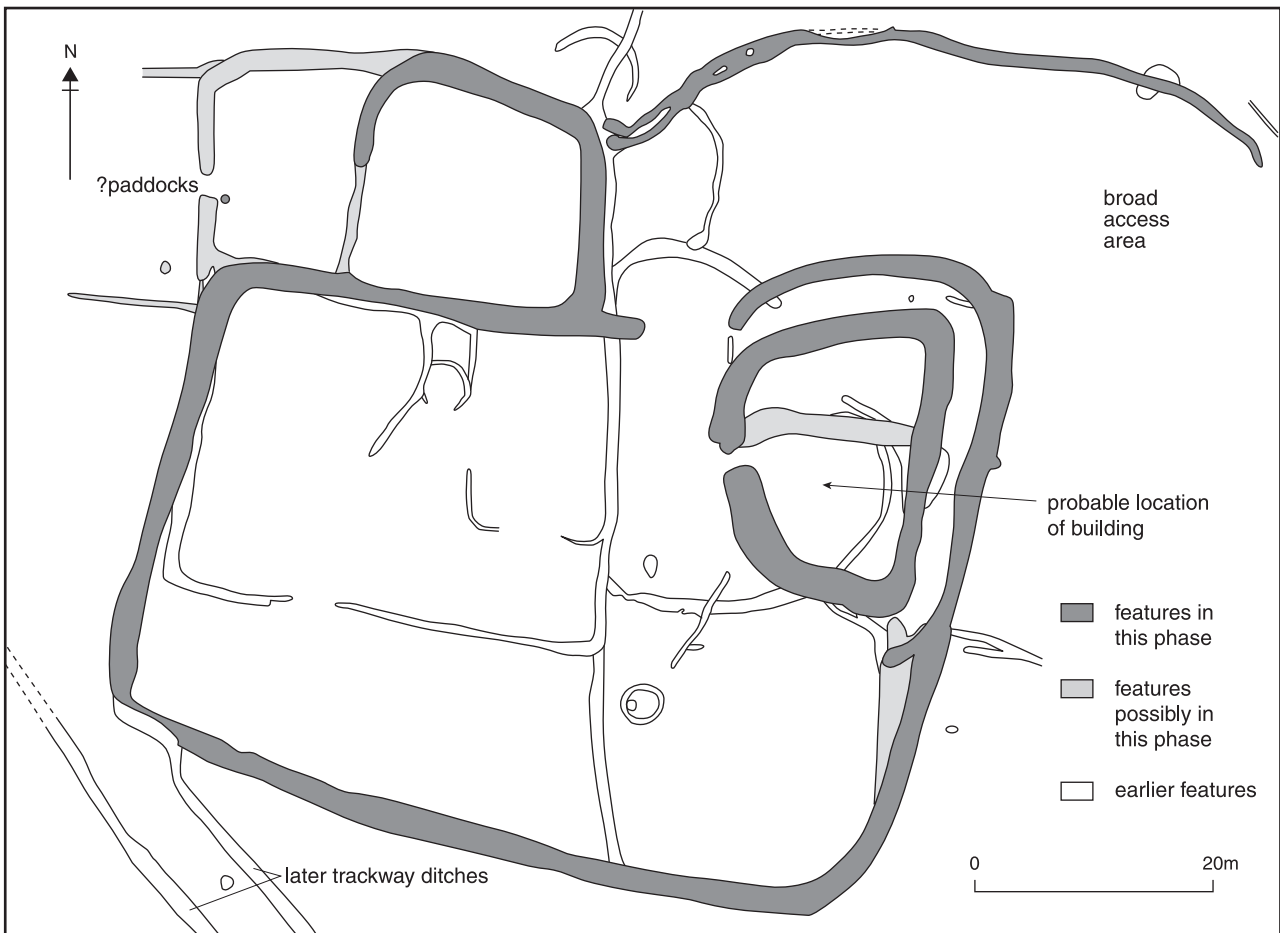 N
?paddocks
broad
access
area
probable location
of building
features in
this phase
features
possibly in
this phase
earlier features
0 20m
later trackway ditches